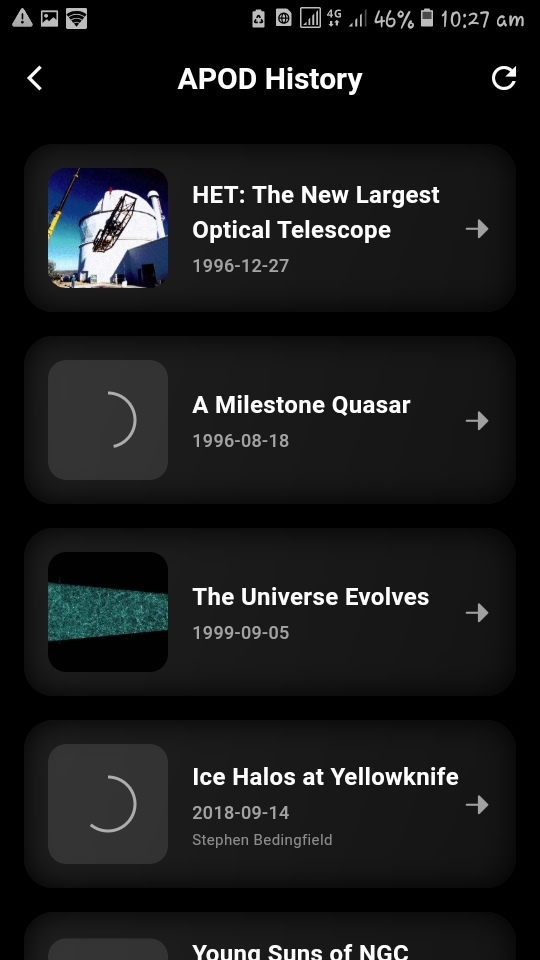 4G 46% 10:27 am
APOD History
HET: The New Largest
Optical Telescope
1996-12-27
A Milestone Quasar
1996-08-18
The Universe Evolves
1999-09-05
Ice Halos at Yellowknife
2018-09-14
Stephen Bedingfield
Young Suns of NGC